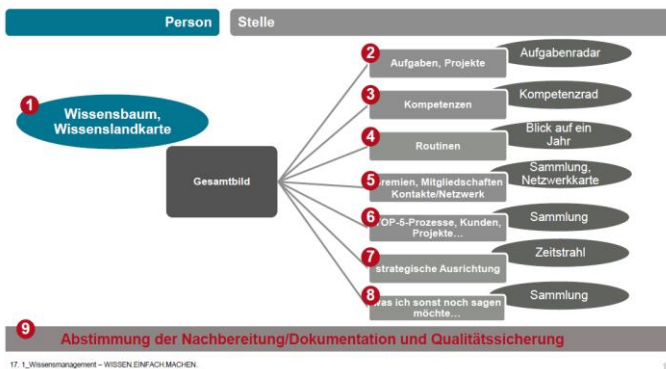 Person
Stelle
1
Wissensbaum,
Wissenslandkarte
Gesamtbild
2
Aufgaben, Projekte
Aufgabenradar
3
Kompetenzen
Kompetenzrad
4
Routinen
Blick auf ein
Jahr
5
Gremien, Mitgliedschaften
Kontakte/Netzwerk
Sammlung,
Netzwerkkarte
6
TOP-5-Prozesse, Kunden,
Projekte…
Sammlung
7
strategische Ausrichtung
Zeitstrahl
8
was ich sonst noch sagen
möchte…
Sammlung
9
Abstimmung der Nachbereitung/Dokumentation und Qualitätssicherung
17. 1_Wissensmanagement – WISSEN.EINFACH.MACHEN.